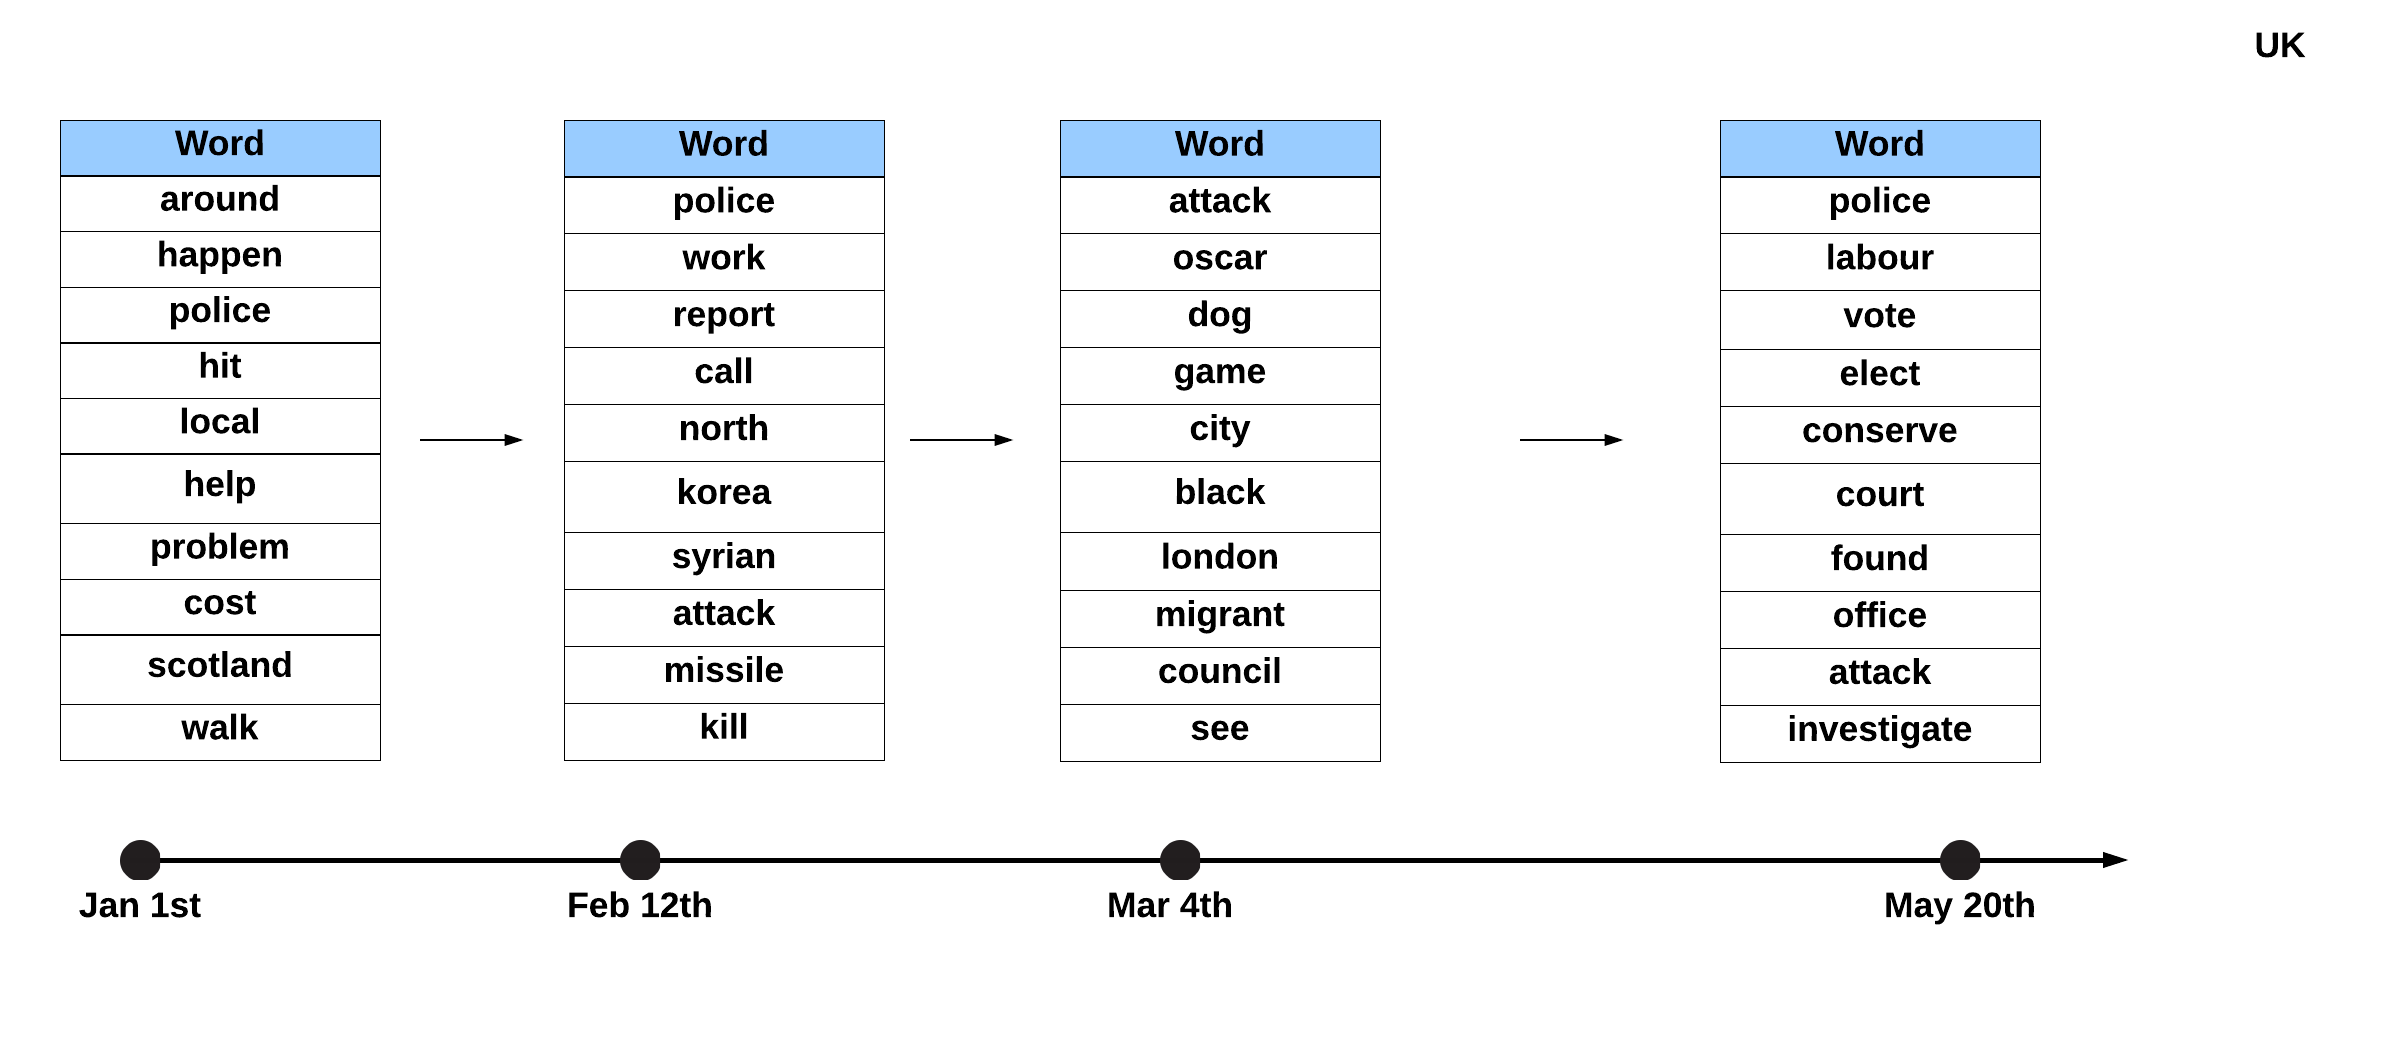 UK
Word
around
happen
police
hit
local
help
problem
cost
scotland
walk
Word
police
work
report
call
north
korea
syrian
attack
missile
kill
Word
attack
oscar
dog
game
city
black
london
migrant
council
see
Word
police
labour
vote
elect
conserve
court
found
office
attack
investigate
Jan 1st
Feb 12th
Mar 4th
May 20th